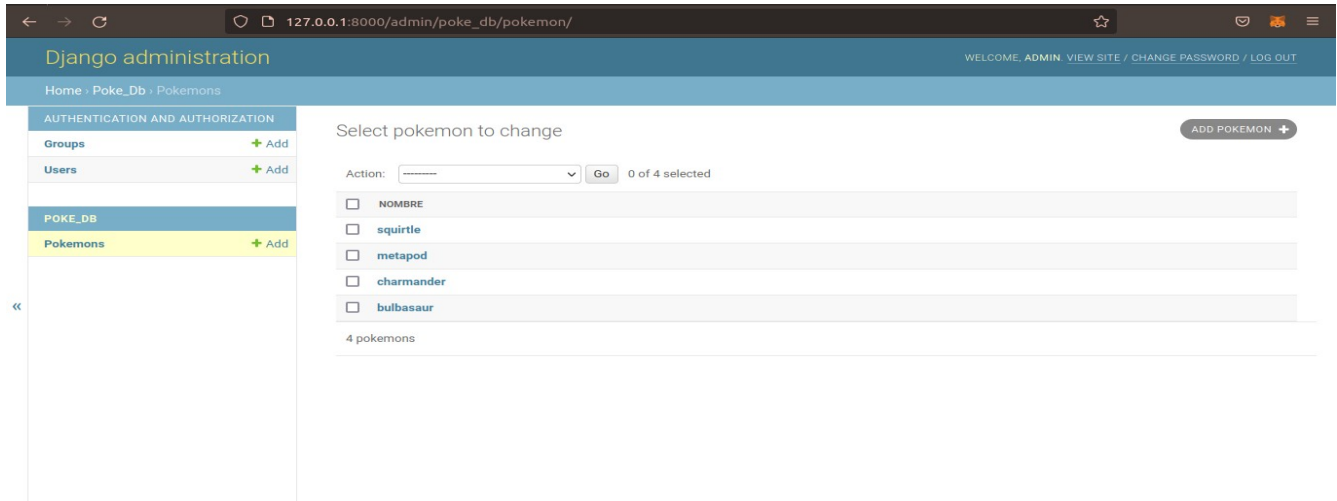 127.0.0.1:8000/admin/poke_db/pokemon/
Django administration
WELCOME, ADMIN. VIEW SITE / CHANGE PASSWORD / LOG OUT
Home › Poke_Db › Pokemons
AUTHENTICATION AND AUTHORIZATION
Groups + Add
Users + Add
POKE_DB
Pokemons + Add
«
Select pokemon to change
ADD POKEMON +
Action: --------- Go 0 of 4 selected
NOMBRE
squirtle
metapod
charmander
bulbasaur
4 pokemons